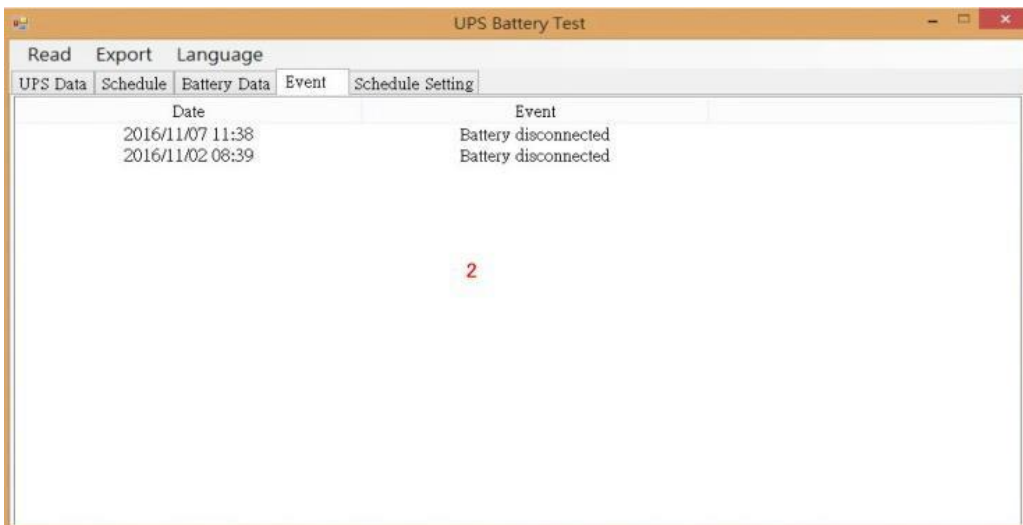 UPS Battery Test
Read Export Language
UPS Data Schedule Battery Data Event Schedule Setting
Date Event
2016/11/07 11:38 Battery disconnected
2016/11/02 08:39 Battery disconnected
2